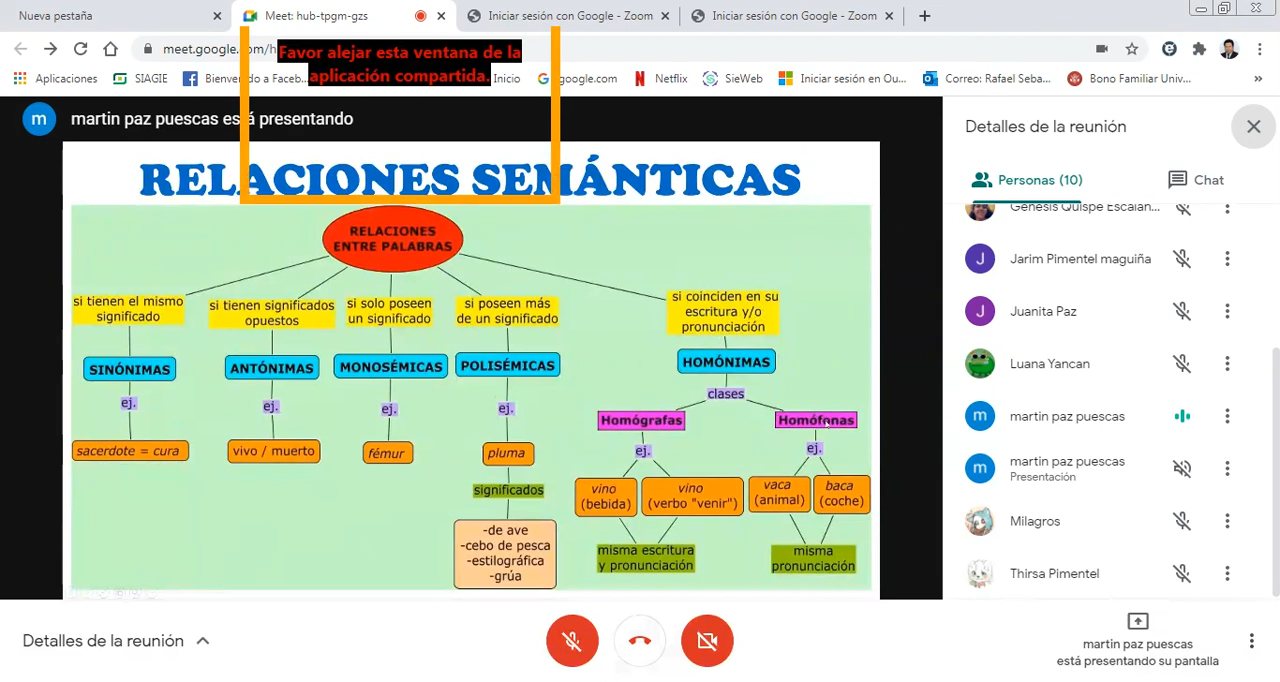 Nueva pestaña
Meet: hub-tpgm-gzs
Iniciar sesión con Google - Zoom
Iniciar sesión con Google - Zoom
meet.google.com/h
Favor alejar esta ventana de la
aplicación compartida.
Aplicaciones
SIAGIE
Bienvenido a Faceb...
Inicio
google.com
Netflix
SieWeb
Iniciar sesión en Ou...
Correo: Rafael Seba...
Bono Familiar Univ...
»
m
martin paz puescas está presentando
RELACIONES SEMÁNTICAS
RELACIONES
ENTRE PALABRAS
si tienen el mismo
significado
si tienen significados
opuestos
si solo poseen
un significado
si poseen más
de un significado
si coinciden en su
escritura y/o
pronunciación
SINÓNIMAS
ANTÓNIMAS
MONOSÉMICAS
POLISÉMICAS
HOMÓNIMAS
clases
Homógrafas
Homófonas
ej.
ej.
ej.
ej.
ej.
ej.
sacerdote = cura
vivo / muerto
fémur
pluma
significados
-de ave
-cebo de pesca
-estilográfica
-grúa
vino
(bebida)
vino
(verbo "venir")
vaca
(animal)
baca
(coche)
misma escritura
y pronunciación
misma
pronunciación
Detalles de la reunión
Personas (10)
Chat
Genesis Quispe Escalan...
J
Jarim Pimentel maguiña
J
Juanita Paz
Luana Yancan
m
martin paz puescas
m
martin paz puescas
Presentación
Milagros
Thirsa Pimentel
Detalles de la reunión
martin paz puescas
está presentando su pantalla